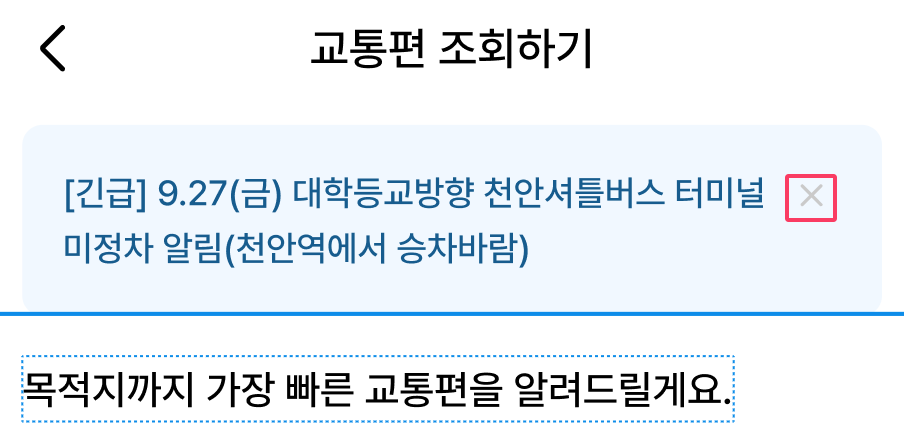 교통편 조회하기
[긴급] 9.27(금) 대학등교방향 천안셔틀버스 터미널
미정차 알림(천안역에서 승차바람)
목적지까지 가장 빠른 교통편을 알려드릴게요.